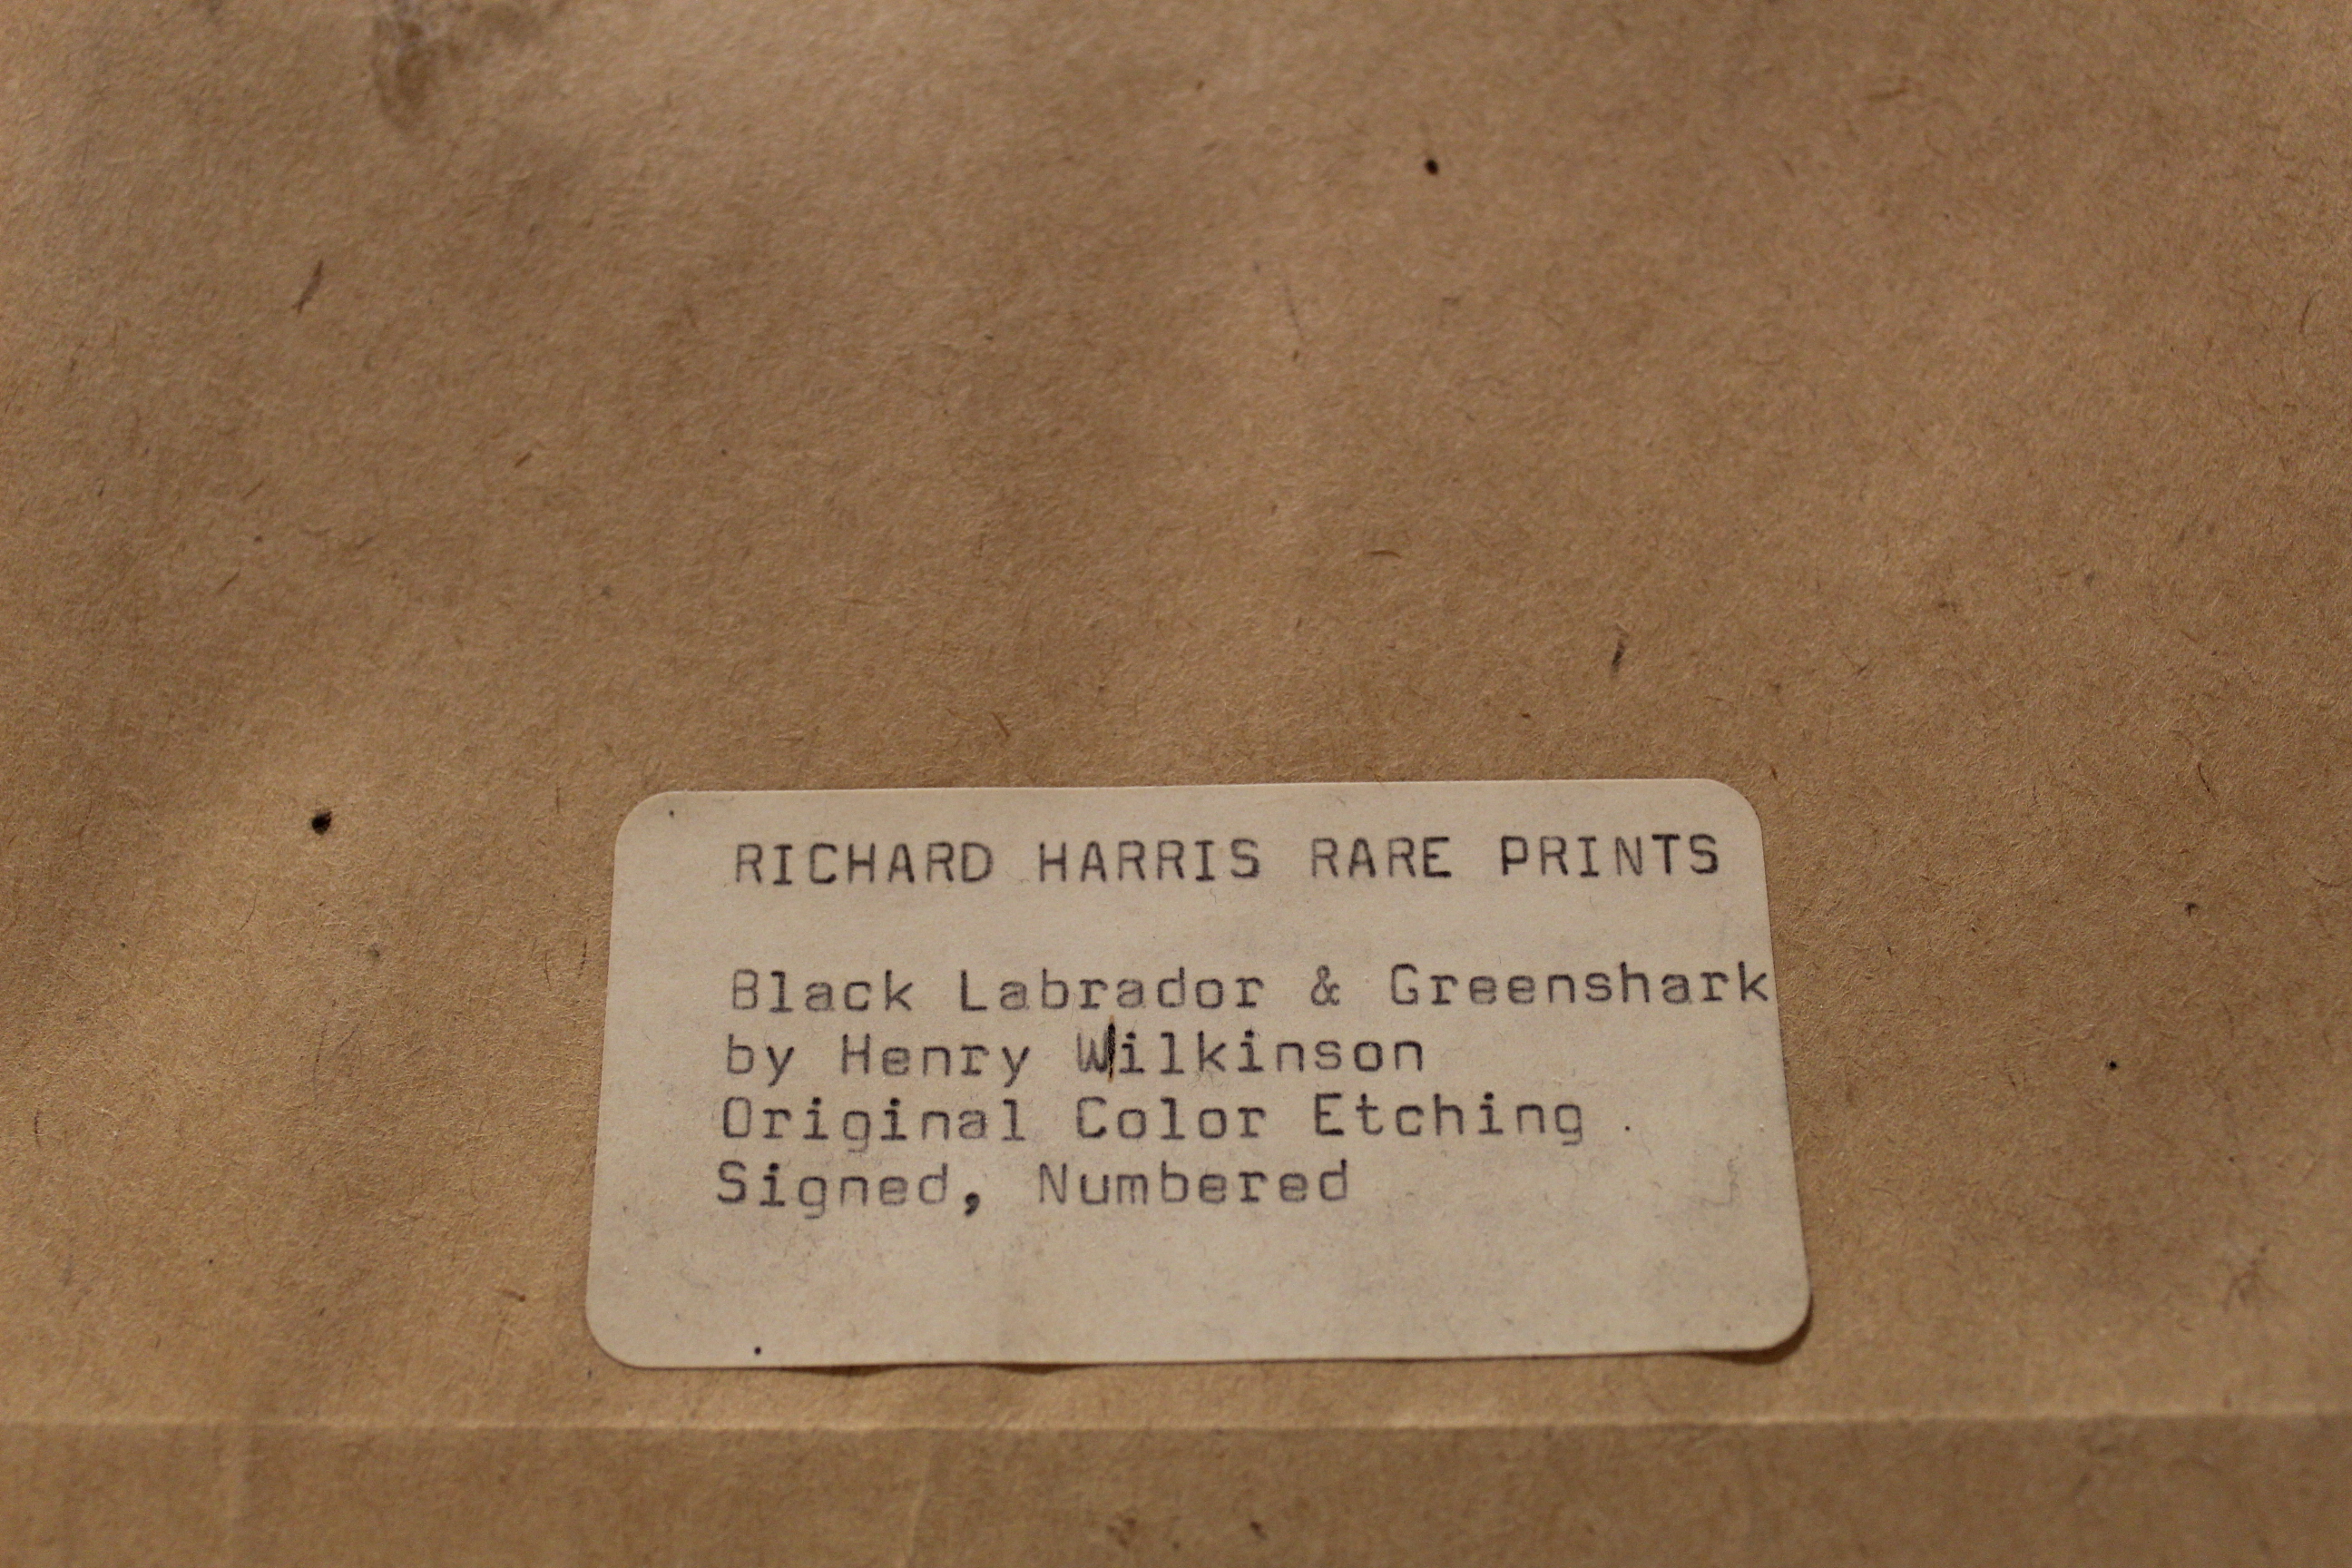 RICHARD HARRIS RARE PRINTS
Black Labrador & Greenshark
by Henry Wilkinson
Original Color Etching
Signed, Numbered